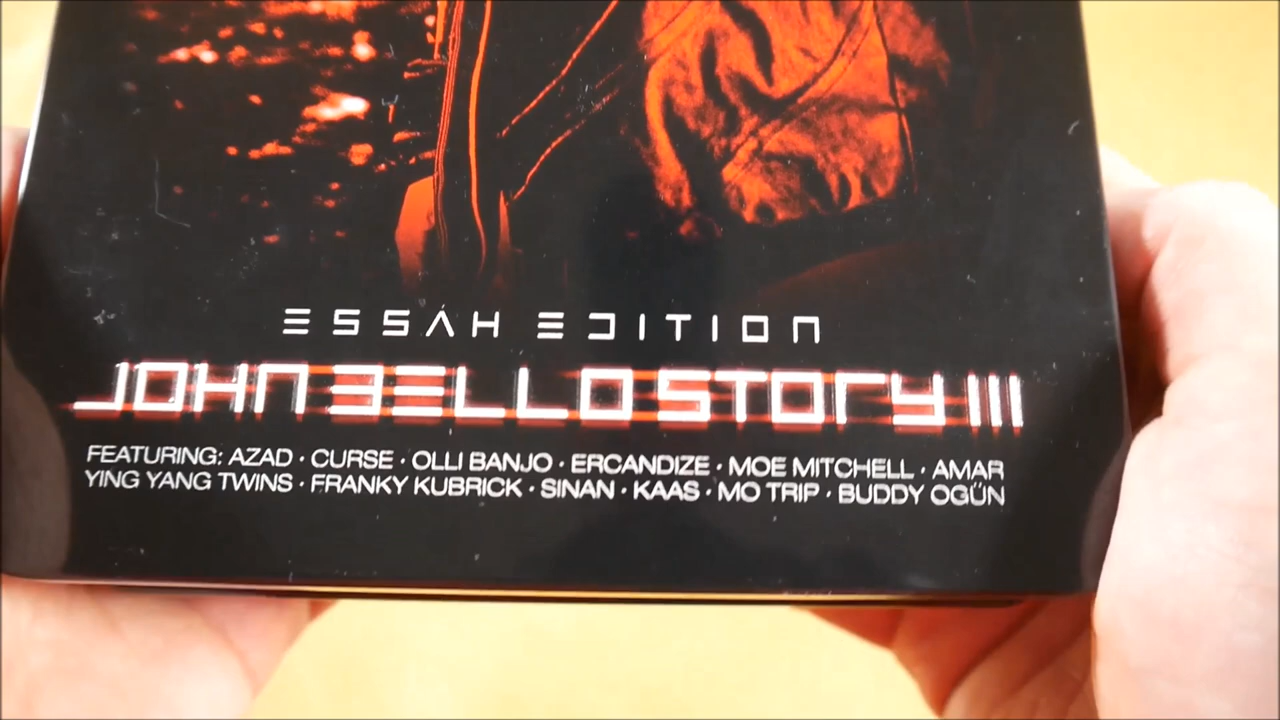 ESSÁH EDITION
JOHN BELLO STORY III
FEATURING: AZAD · CURSE · OLLI BANJO · ERCANDIZE · MOE MITCHELL · AMAR
YING YANG TWINS · FRANKY KUBRICK · SINAN · KAAS · MO TRIP · BUDDY OGÜN